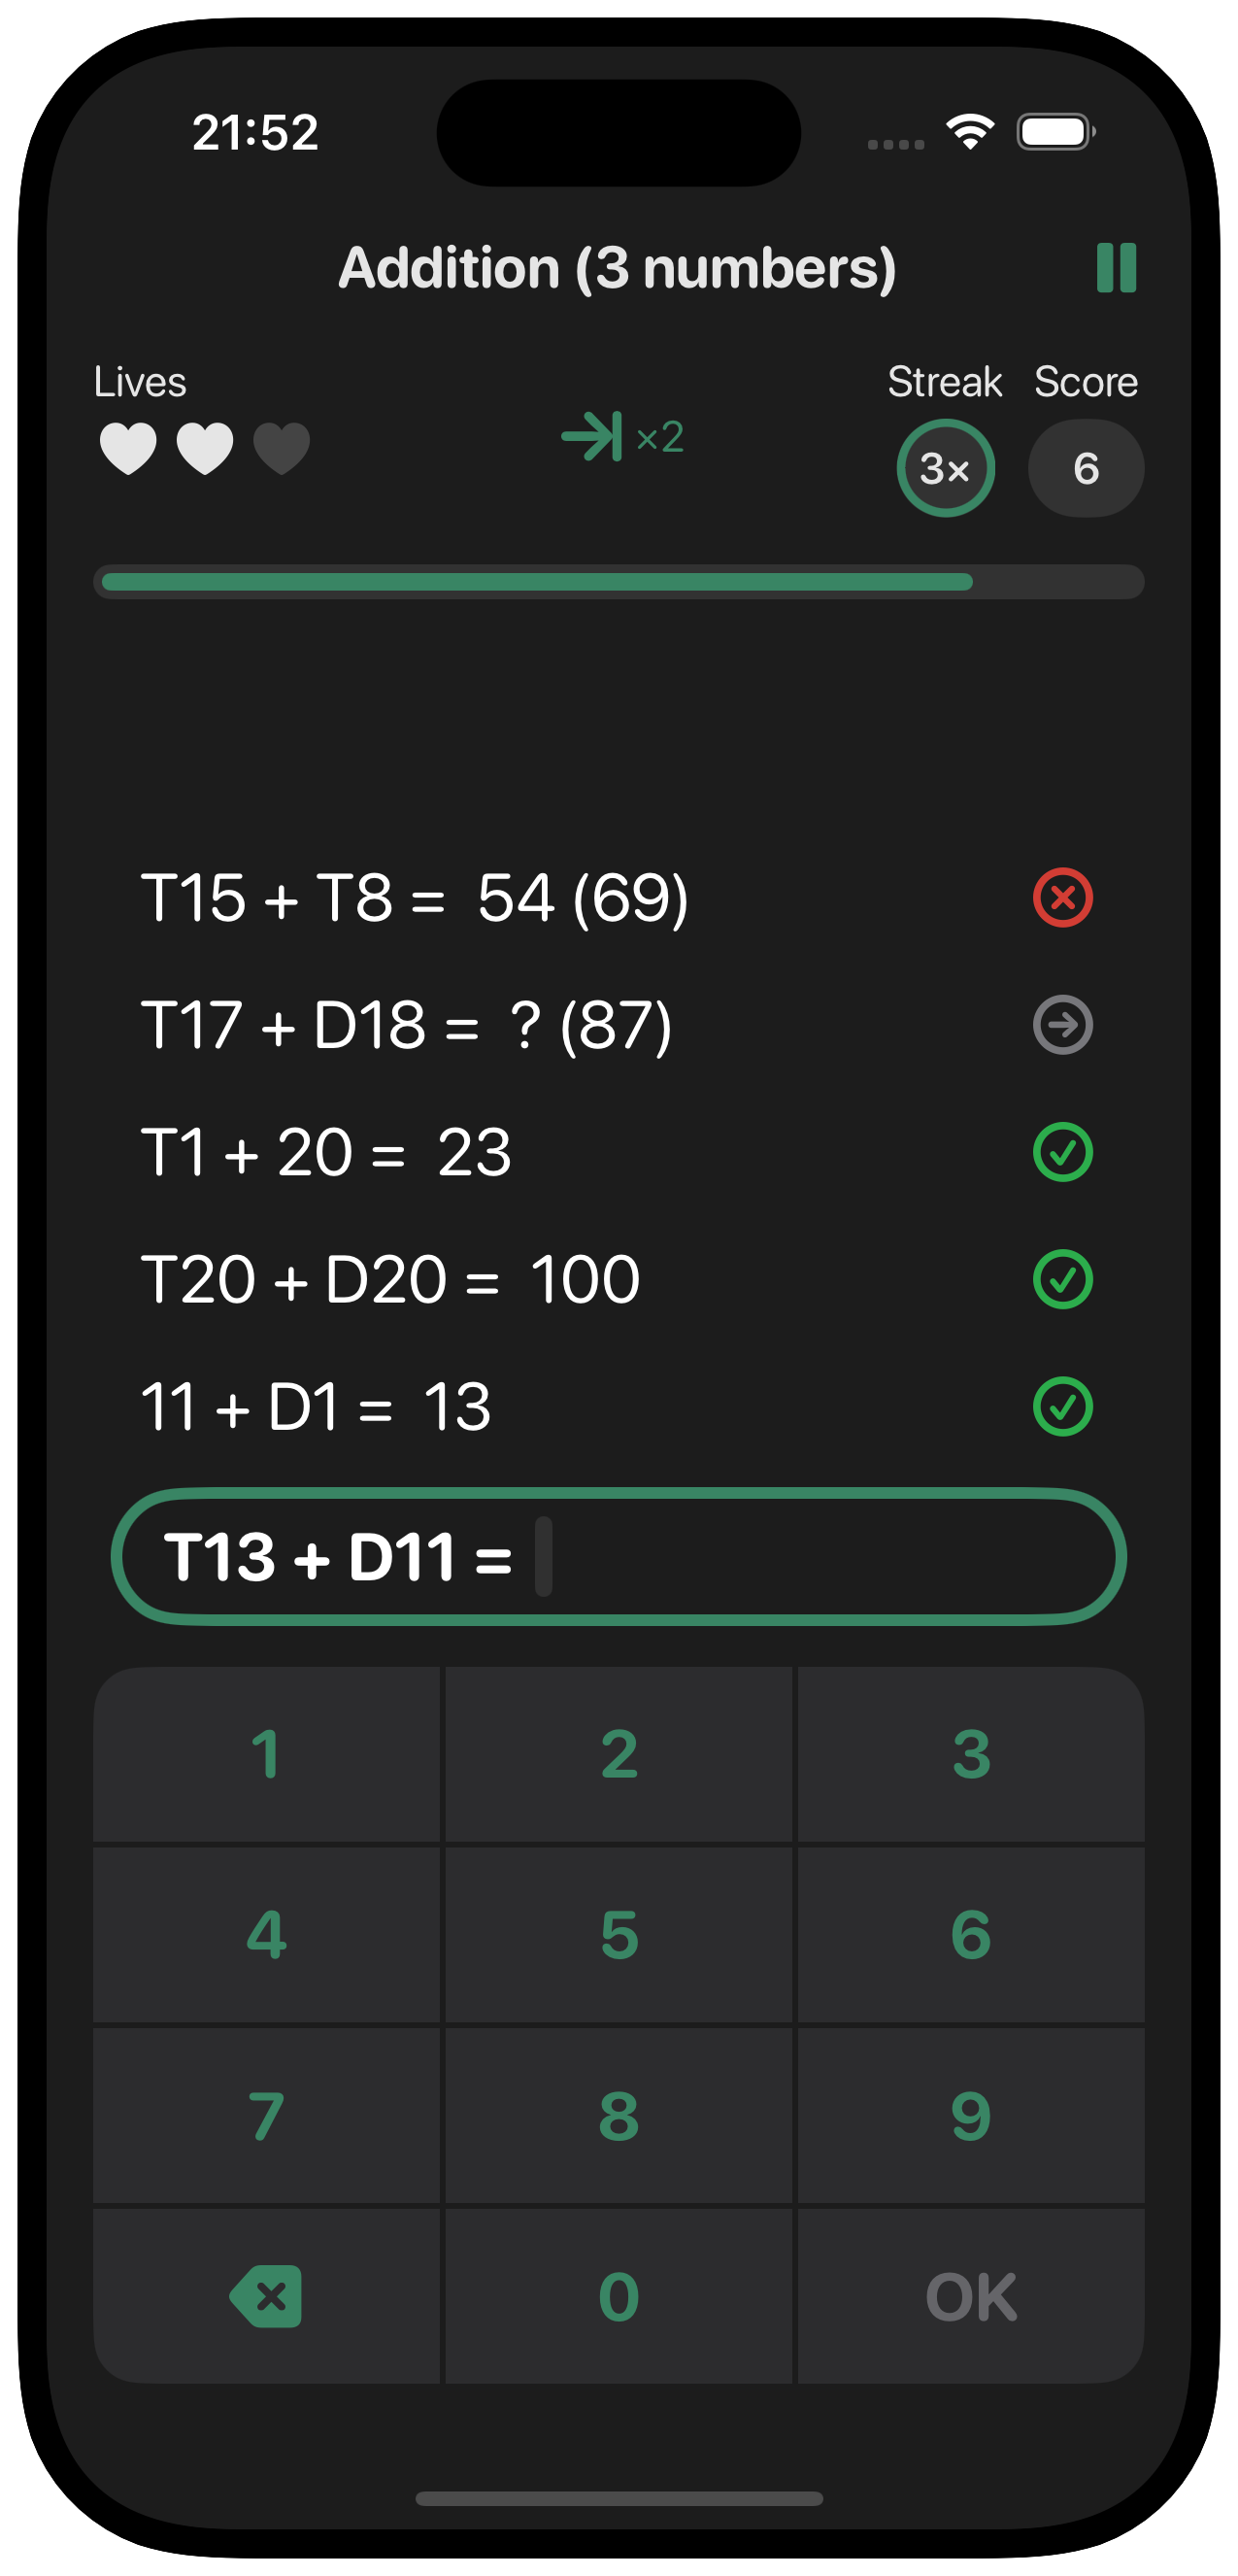 21:52
Addition (3 numbers)
Lives
×2
Streak Score
3× 6
T15 + T8 = 54 (69)
T17 + D18 = ? (87)
T1 + 20 = 23
T20 + D20 = 100
11 + D1 = 13
T13 + D11 =
1 2 3
4 5 6
7 8 9
0 OK